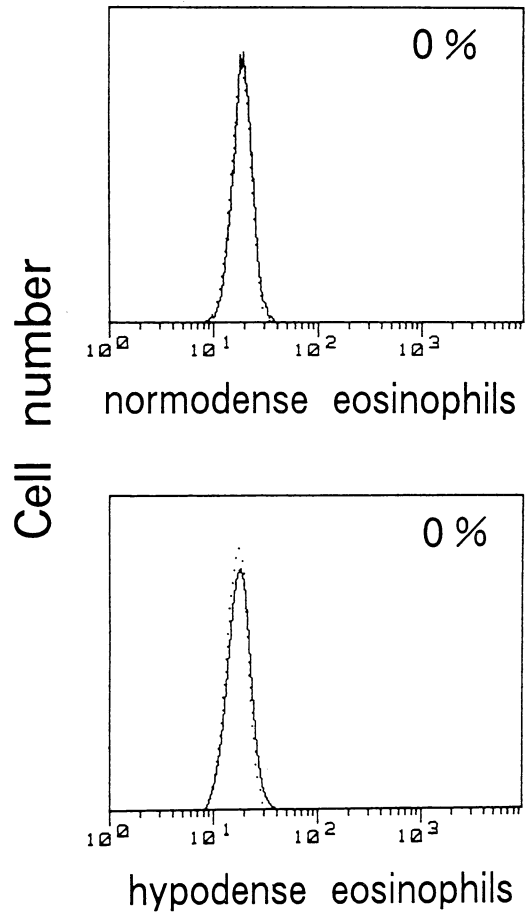 0 %
10⁰ 10¹ 10² 10³
normodense eosinophils
Cell number
0 %
10⁰ 10¹ 10² 10³
hypodense eosinophils